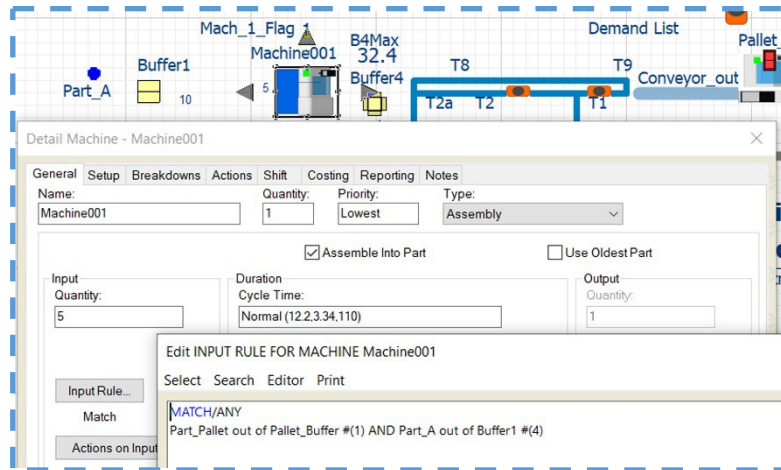 Mach_1_Flag 1
Demand List
B4Max
Pallet_
Buffer1
Machine001
32.4
T8
T9
Part_A
10
5
Buffer4
Conveyor_out
T2a T2
T1
Detail Machine - Machine001
General Setup Breakdowns Actions Shift Costing Reporting Notes
Name: Quantity: Priority: Type:
Machine001 1 Lowest Assembly
Assemble Into Part Use Oldest Part
Input Duration Output
Quantity: Cycle Time: Quantity:
5 Normal (12.2,3.34,110) 1
Edit INPUT RULE FOR MACHINE Machine001
Select Search Editor Print
Input Rule...
MATCH/ANY
Match
Part_Pallet out of Pallet_Buffer #(1) AND Part_A out of Buffer1 #(4)
Actions on Input